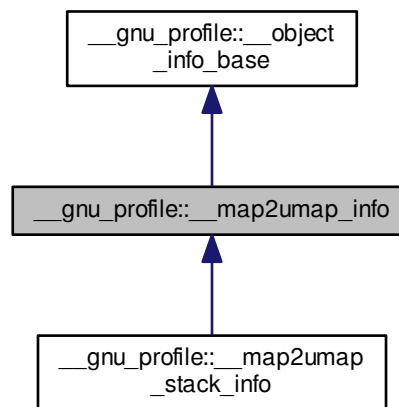 __gnu_profile::__object
_info_base
__gnu_profile::__map2umap_info
__gnu_profile::__map2umap
_stack_info